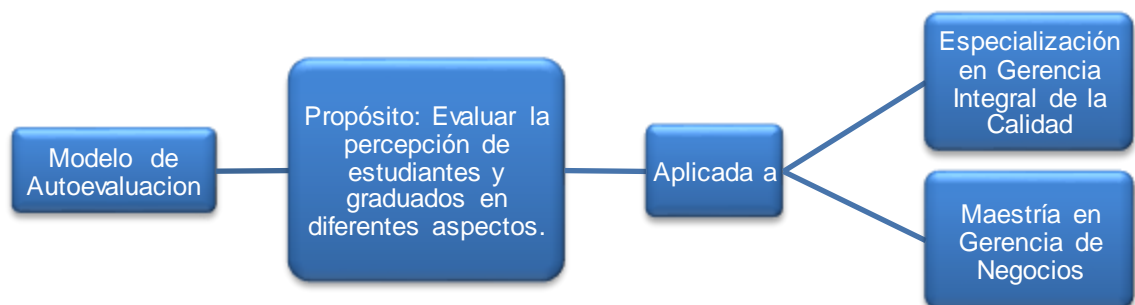 Modelo de
Autoevaluacion
Propósito: Evaluar la
percepción de
estudiantes y
graduados en
diferentes aspectos.
Aplicada a
Especialización
en Gerencia
Integral de la
Calidad
Maestría en
Gerencia de
Negocios